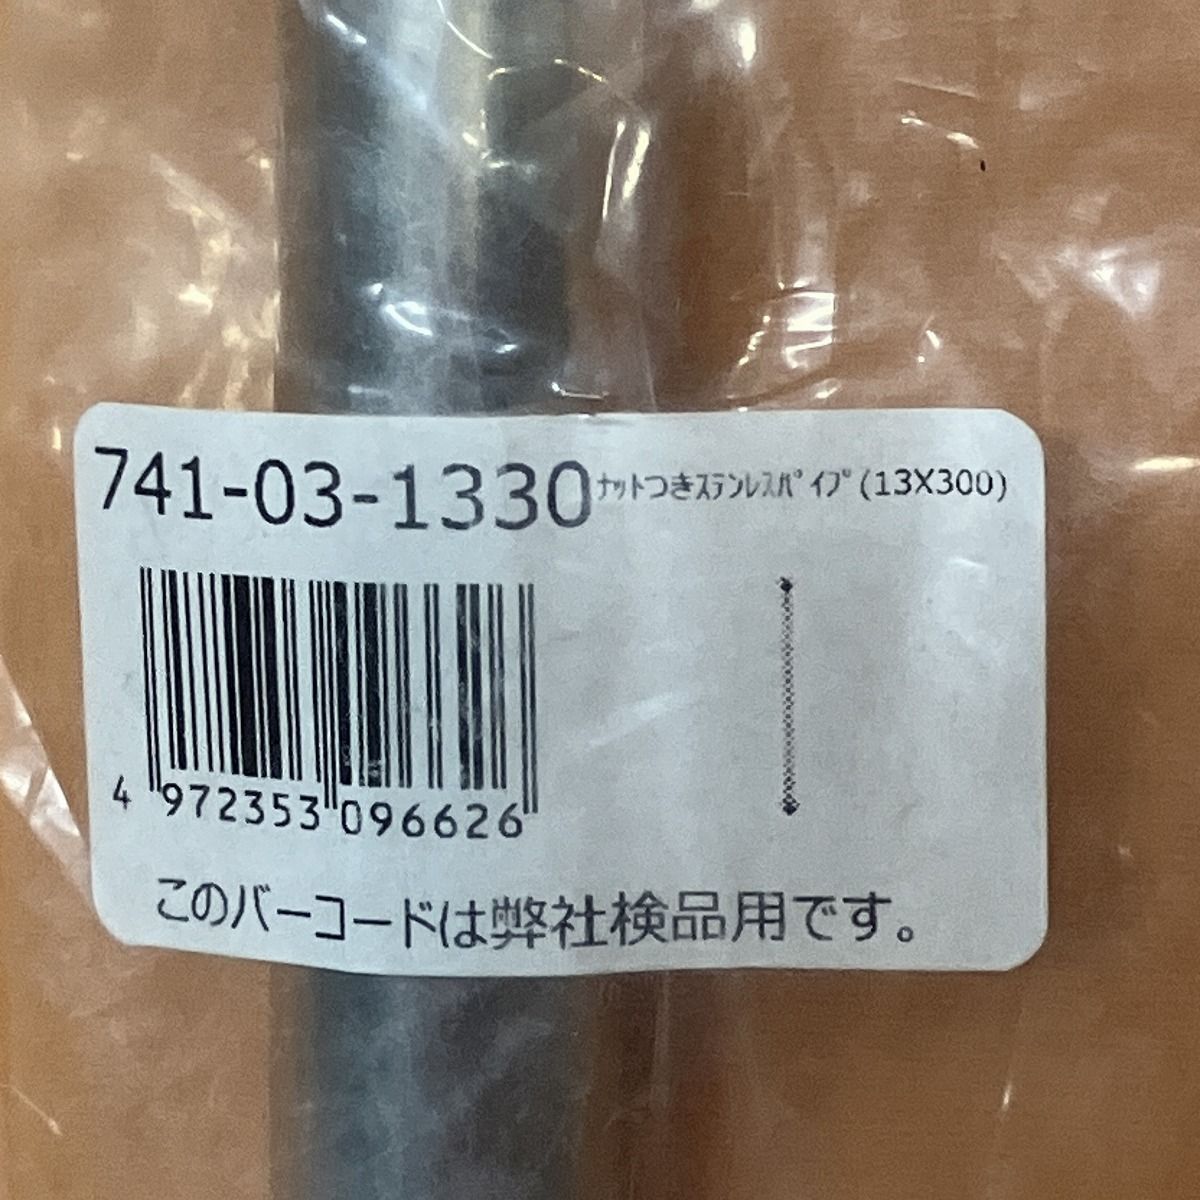 741-03-1330 ﾅｯﾄつきｽﾃﾝﾚｽﾊﾟｲﾌﾟ(13X300)
4 972353 096626
このバーコードは弊社検品用です。